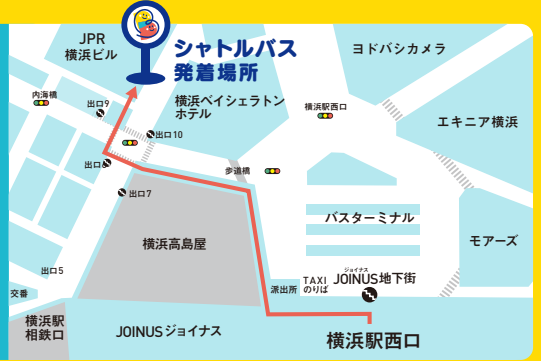 JPR
横浜ビル
シャトルバス
発着場所
ヨドバシカメラ
内海橋
出口9
横浜ベイシェラトン
ホテル
横浜駅西口
出口10
エキニア横浜
出口8
歩道橋
出口7
バスターミナル
横浜高島屋
モアーズ
出口5
ジョイナス
JOINUS地下街
TAXI
のりば
派出所
交番
横浜駅
相鉄口
JOINUSジョイナス
横浜駅西口